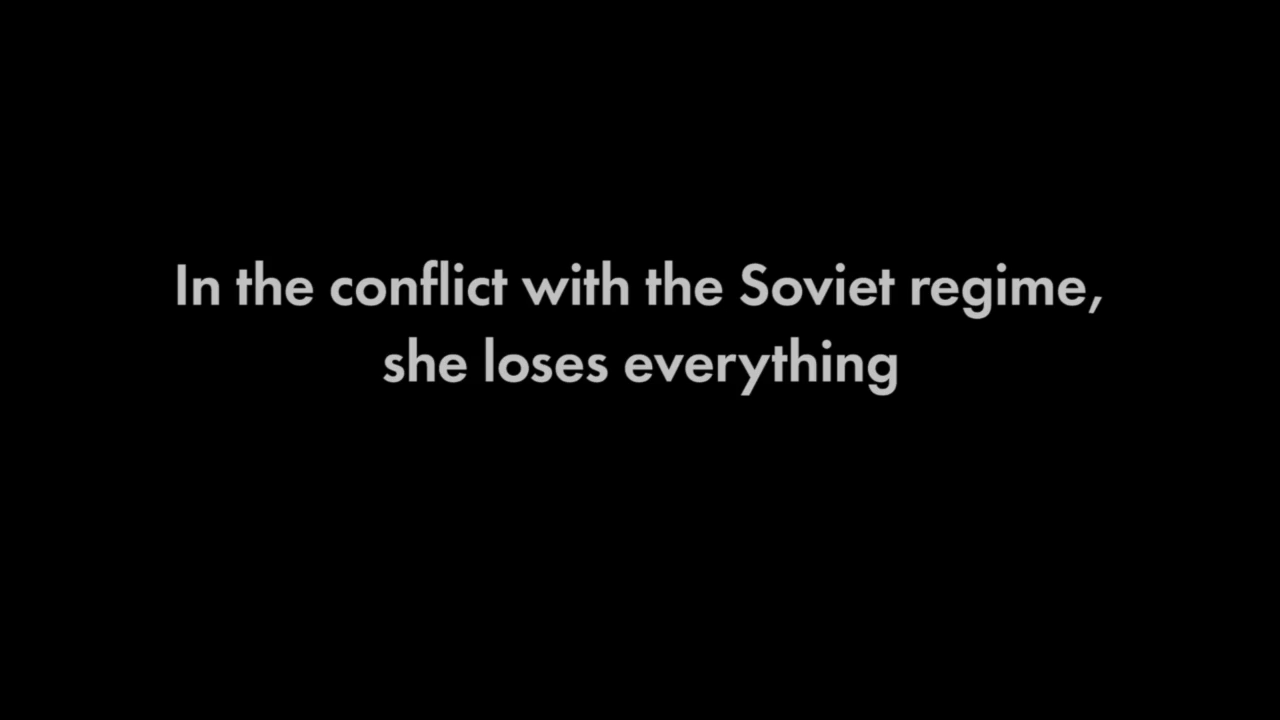 In the conflict with the Soviet regime,
she loses everything